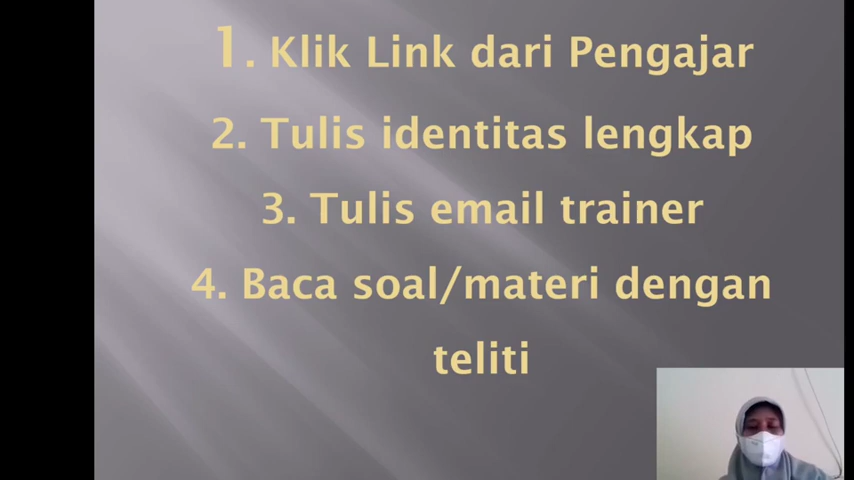 1. Klik Link dari Pengajar
2. Tulis identitas lengkap
3. Tulis email trainer
4. Baca soal/materi dengan
teliti